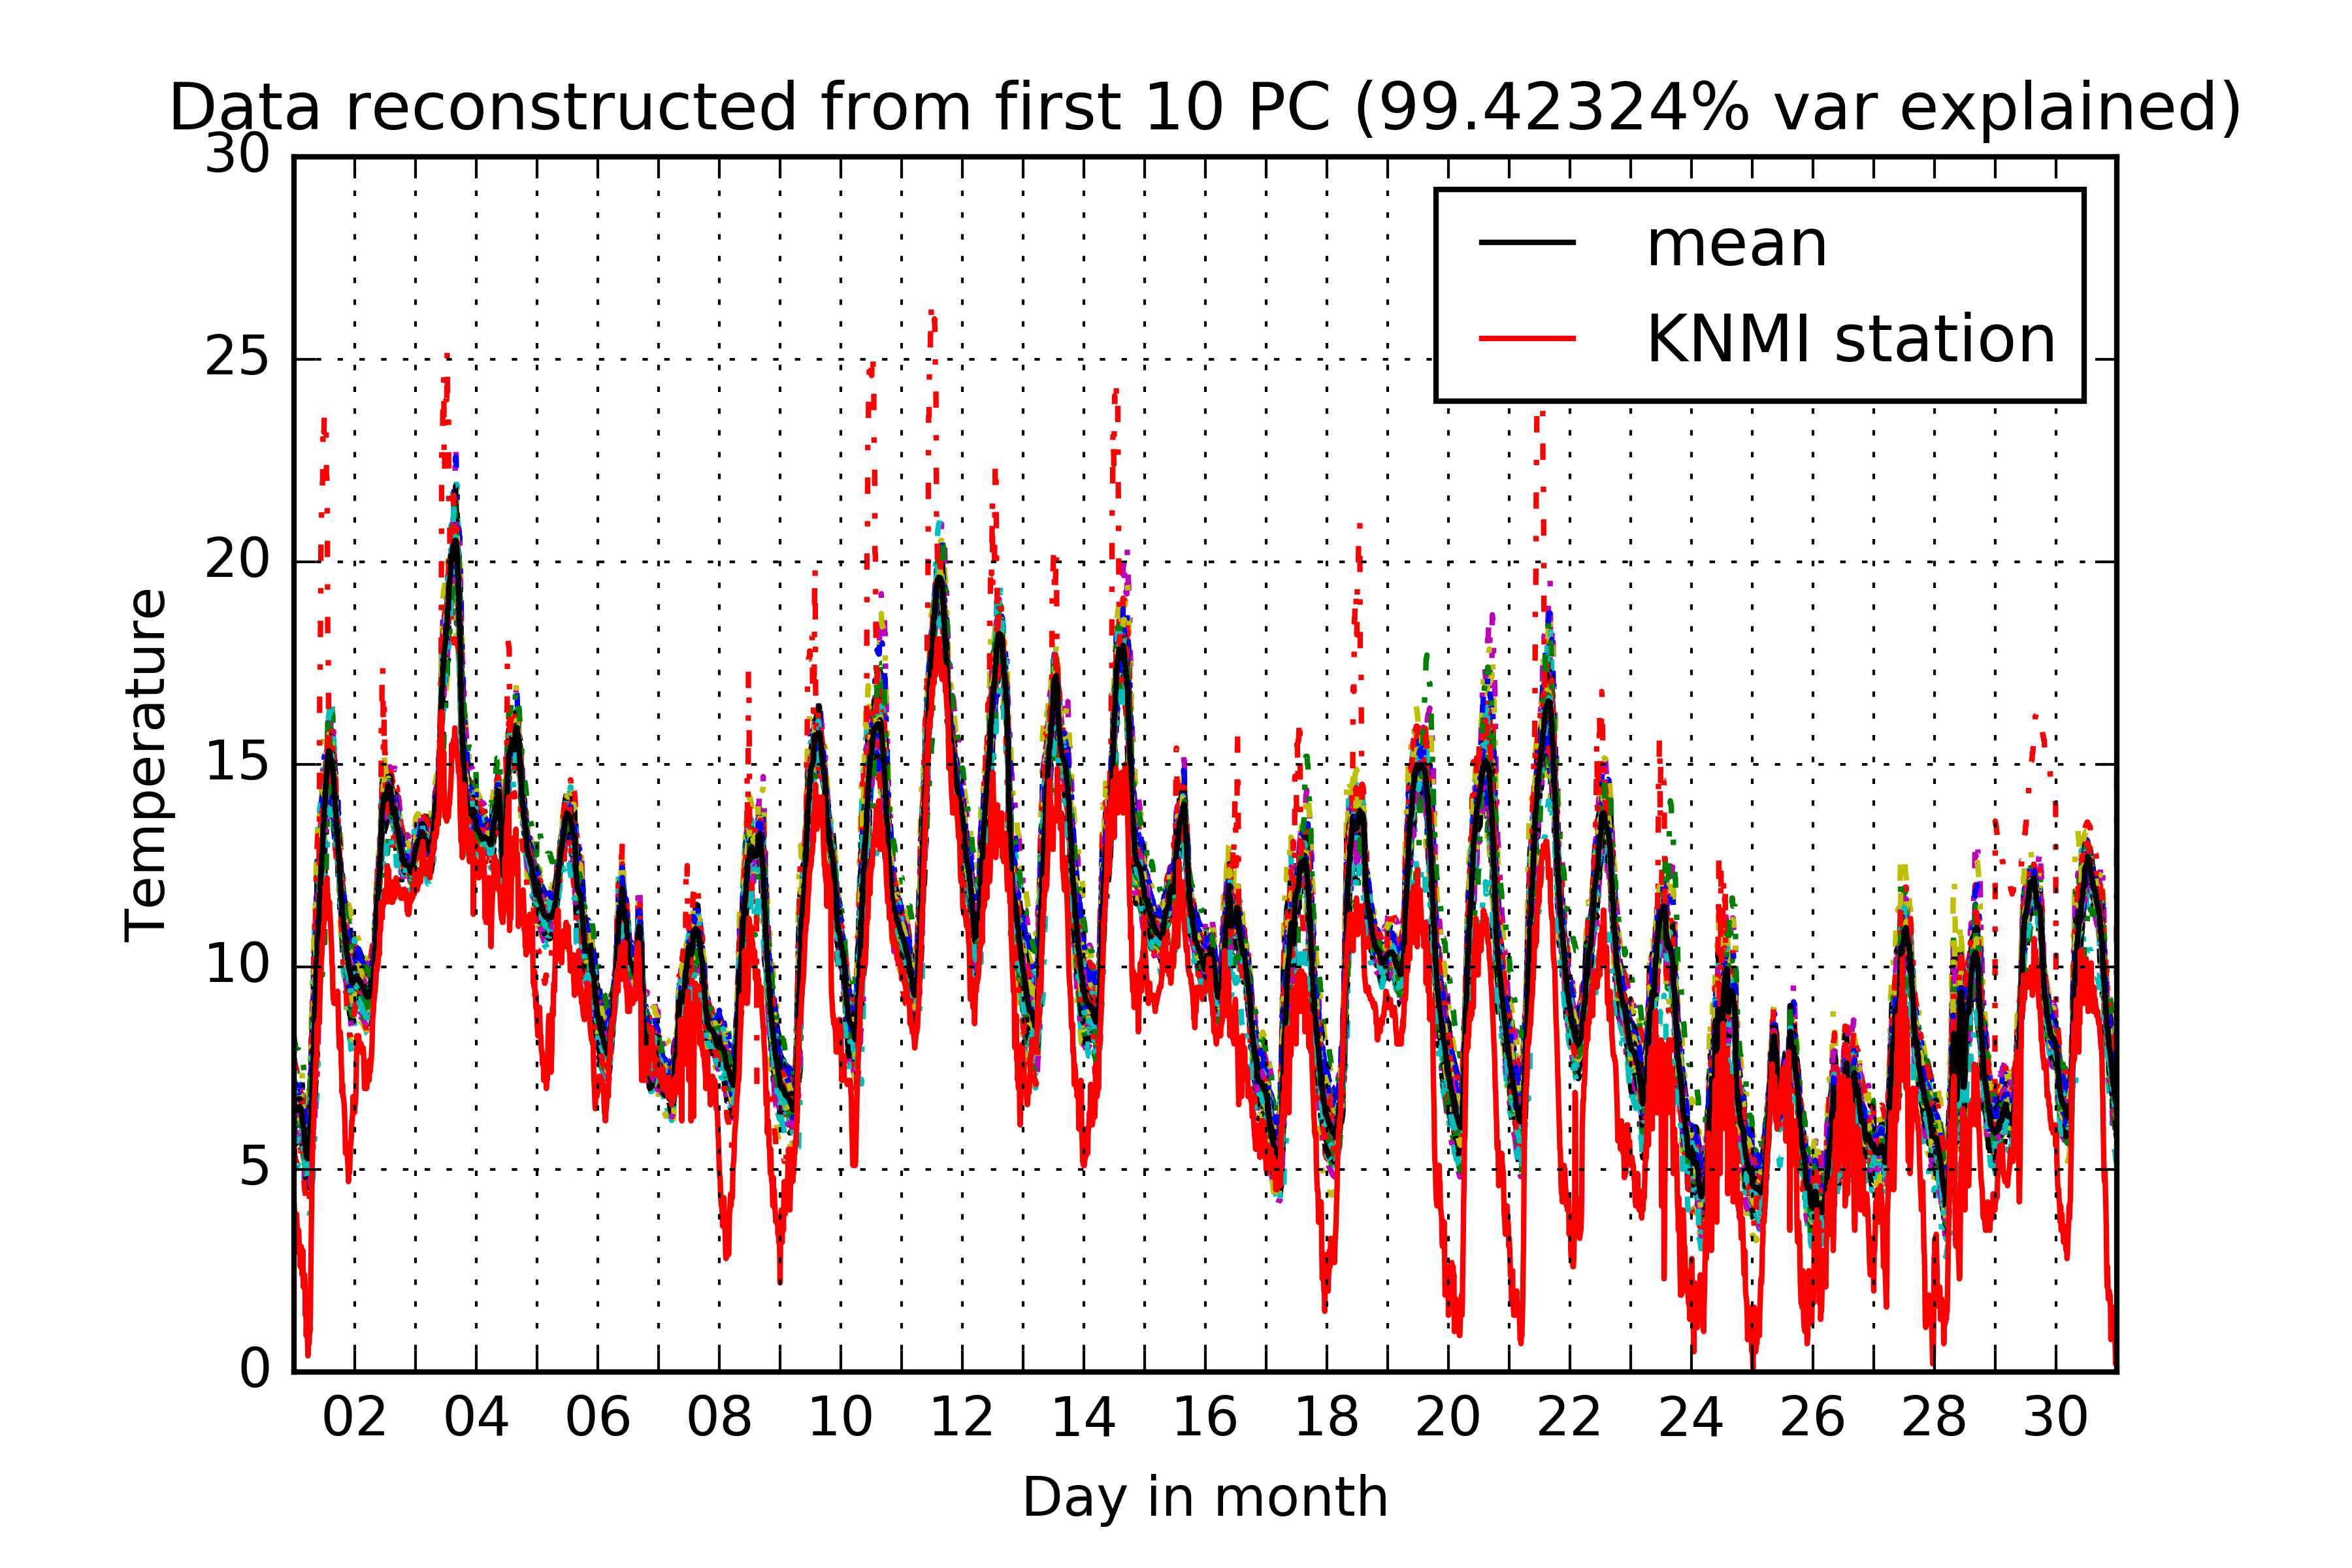 Data reconstructed from first 10 PC (99.42324% var explained)
30
25
20
15
10
5
0
Temperature
mean
KNMI station
02 04 06 08 10 12 14 16 18 20 22 24 26 28 30
Day in month